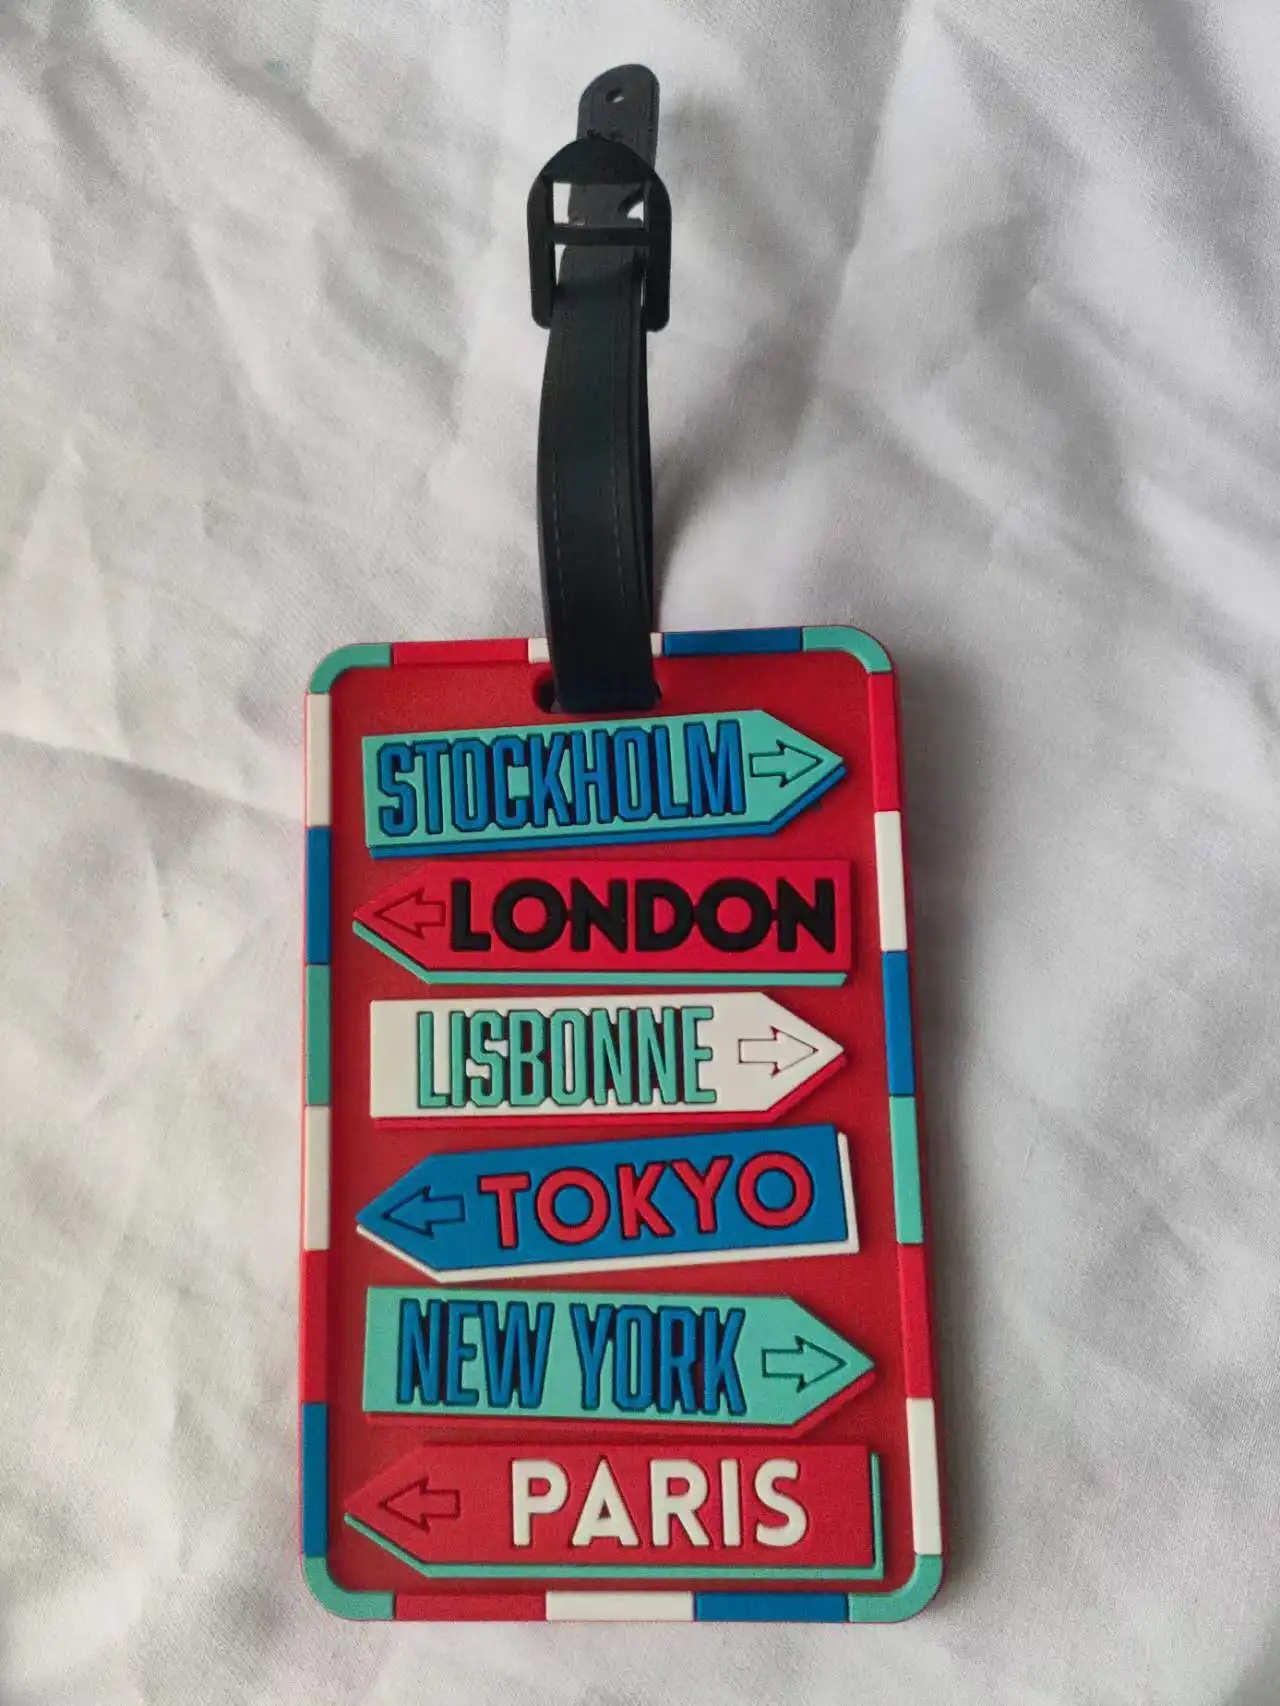 STOCKHOLM
LONDON
LISBONNE
TOKYO
NEW YORK
PARIS